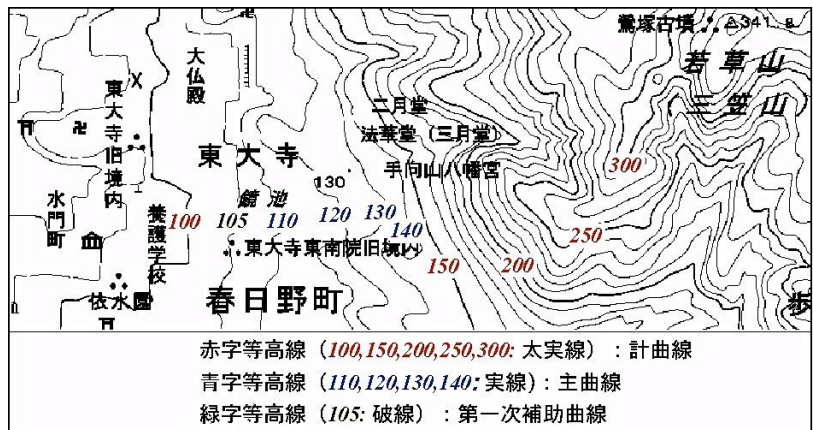 鶯塚古墳 △341.8
若草山
三笠山)
大仏殿
東大寺旧境内
二月堂
法華堂(三月堂)
手向山八幡宮
東大寺
130
鏡池
300
水門町
養護学校
100 105 110 120 130 140 150 200 250
東大寺東南院旧境内
依水園
春日野町
歩
赤字等高線(100,150,200,250,300: 太実線):計曲線
青字等高線(110,120,130,140: 実線):主曲線
緑字等高線(105: 破線):第一次補助曲線